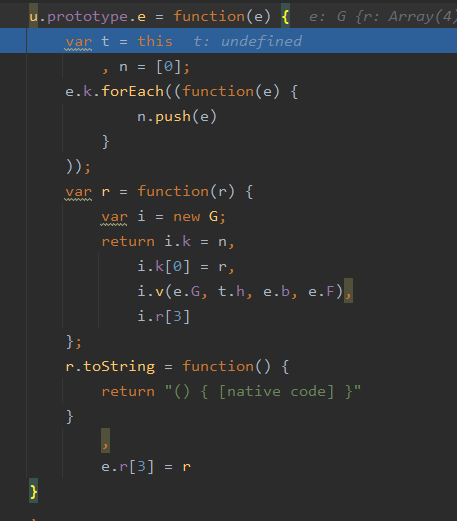 u.prototype.e = function(e) { e: G {r: Array(4)
var t = this t: undefined
, n = [0];
e.k.forEach((function(e) {
n.push(e)
}
));
var r = function(r) {
var i = new G;
return i.k = n,
i.k[0] = r,
i.v(e.G, t.h, e.b, e.F),
i.r[3]
};
r.toString = function() {
return "() { [native code] }"
}
,
e.r[3] = r
}